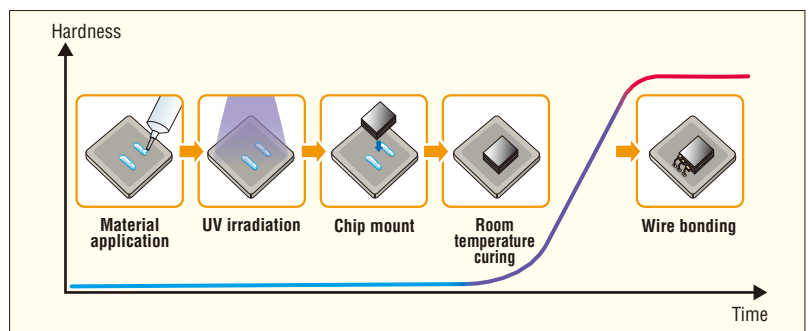 Hardness
Material
application
UV irradiation
Chip mount
Room
temperature
curing
Wire bonding
Time